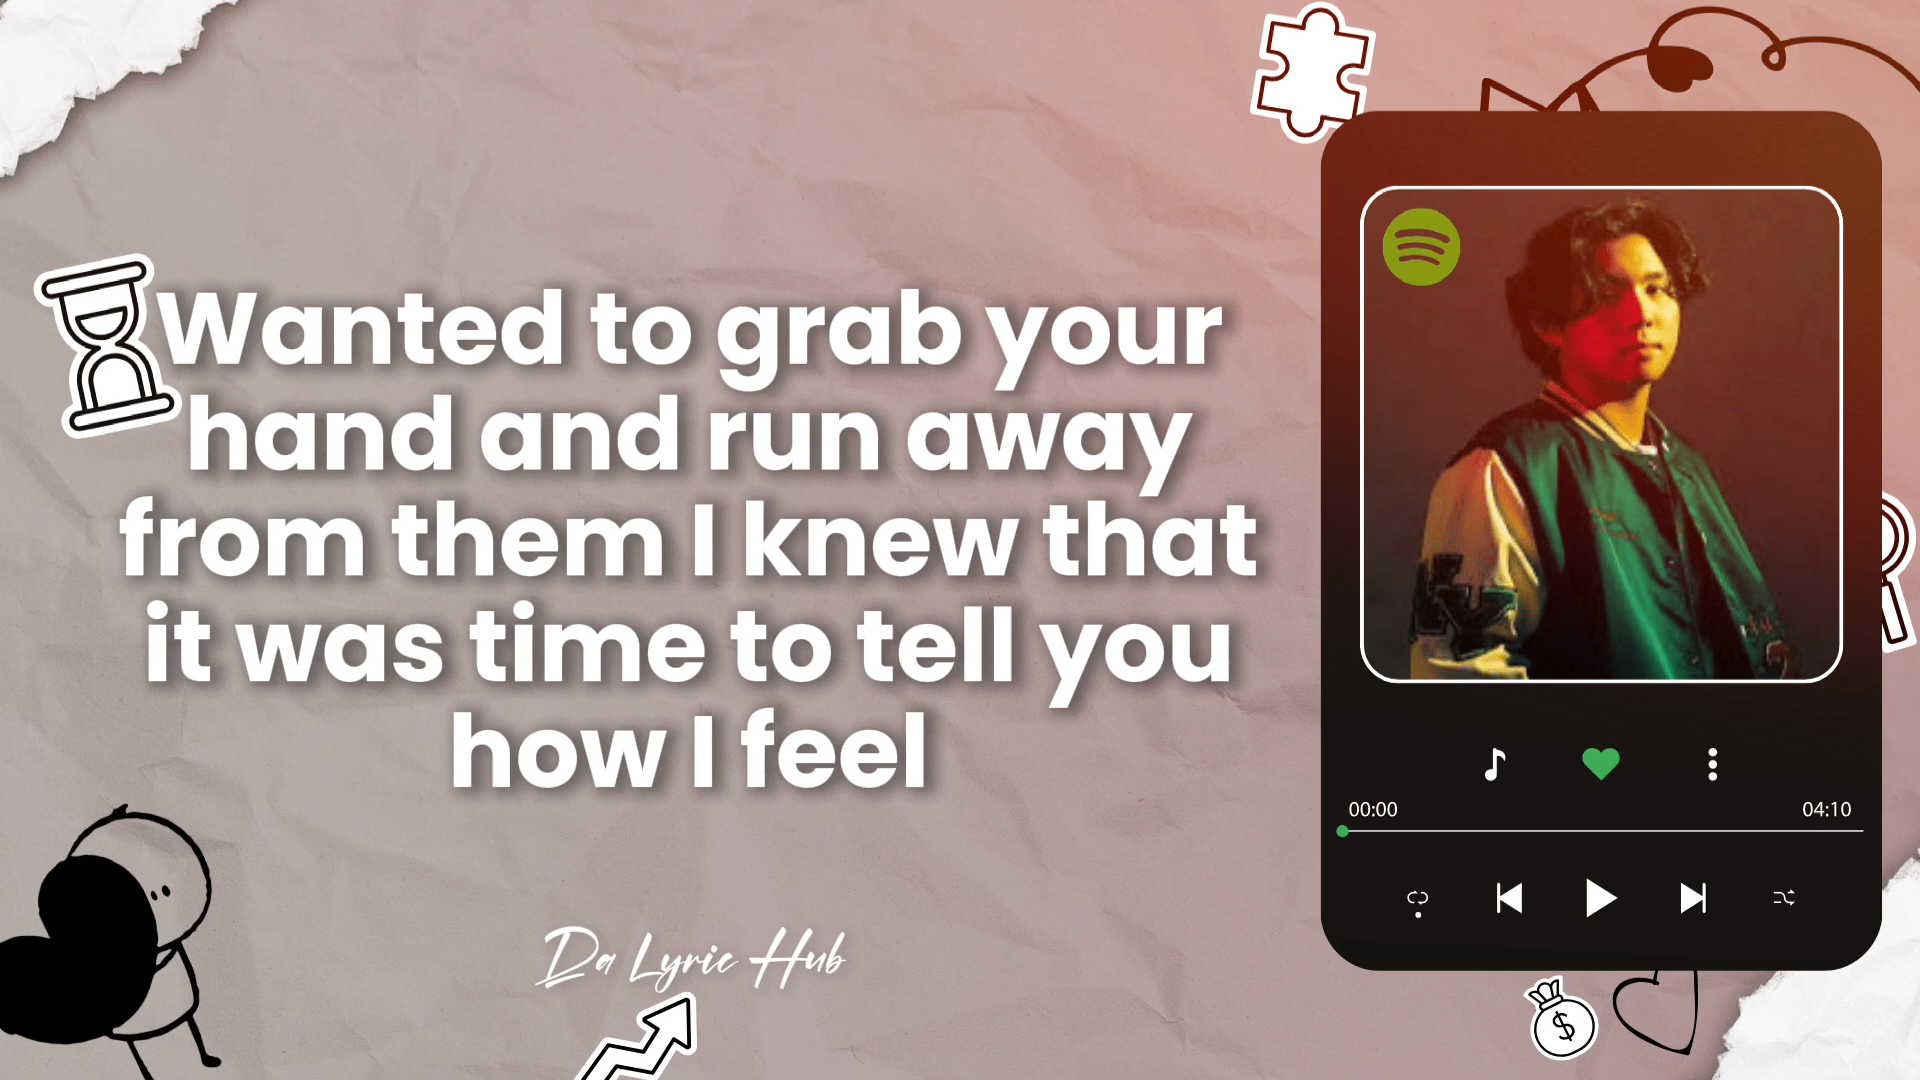 Wanted to grab your
hand and run away
from them I knew that
it was time to tell you
how I feel
Da Lyric Hub
00:00
04:10
$